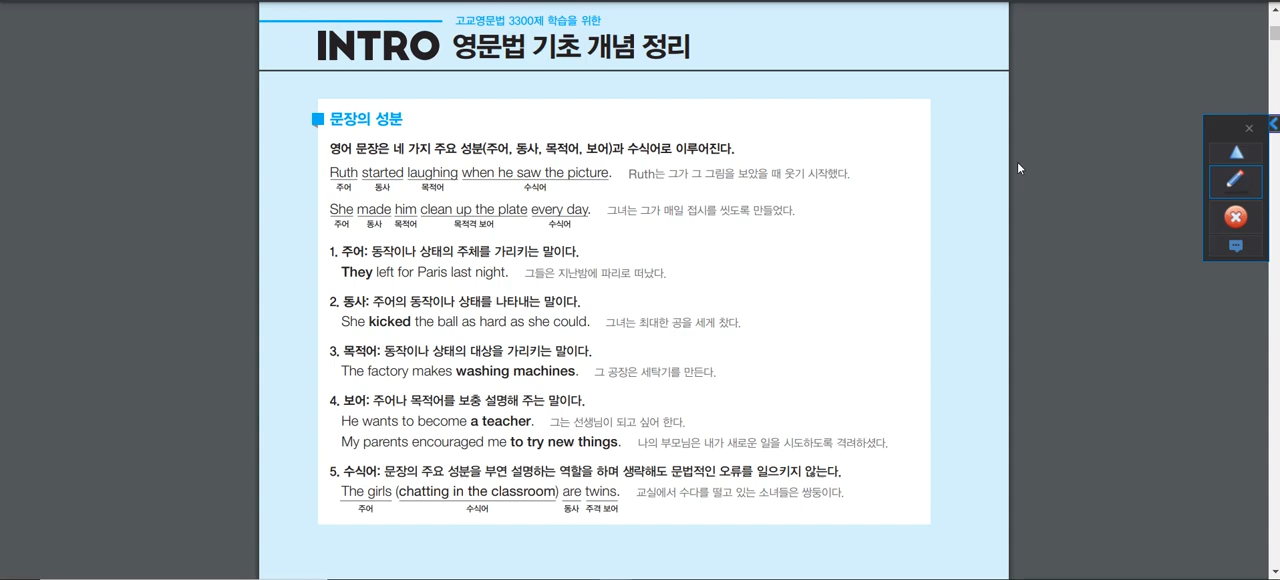 고교영문법 3300제 학습을 위한
INTRO 영문법 기초 개념 정리
문장의 성분
영어 문장은 네 가지 주요 성분(주어, 동사, 목적어, 보어)과 수식어로 이루어진다.
Ruth started laughing when he saw the picture. Ruth는 그가 그 그림을 보았을 때 웃기 시작했다.
주어 동사 목적어 수식어
She made him clean up the plate every day. 그녀는 그가 매일 접시를 씻도록 만들었다.
주어 동사 목적어 목적격 보어 수식어
1. 주어: 동작이나 상태의 주체를 가리키는 말이다.
They left for Paris last night. 그들은 지난밤에 파리로 떠났다.
2. 동사: 주어의 동작이나 상태를 나타내는 말이다.
She kicked the ball as hard as she could. 그녀는 최대한 공을 세게 찼다.
3. 목적어: 동작이나 상태의 대상을 가리키는 말이다.
The factory makes washing machines. 그 공장은 세탁기를 만든다.
4. 보어: 주어나 목적어를 보충 설명해 주는 말이다.
He wants to become a teacher. 그는 선생님이 되고 싶어 한다.
My parents encouraged me to try new things. 나의 부모님은 내가 새로운 일을 시도하도록 격려하셨다.
5. 수식어: 문장의 주요 성분을 부연 설명하는 역할을 하며 생략해도 문법적인 오류를 일으키지 않는다.
The girls (chatting in the classroom) are twins. 교실에서 수다를 떨고 있는 소녀들은 쌍둥이다.
주어 수식어 동사 주격 보어